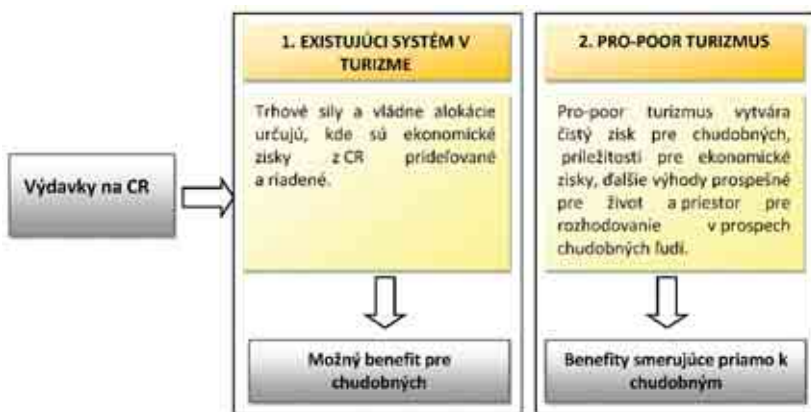 Výdavky na CR
1. EXISTUJÚCI SYSTÉM V
TURIZME
Trhové sily a vládne alokácie
určujú, kde sú ekonomické
zisky z CR prideľované
a riadené.
Možný benefit pre
chudobných
2. PRO-POOR TURIZMUS
Pro-poor turizmus vytvára
čistý zisk pre chudobných,
príležitosti pre ekonomické
zisky, ďalšie výhody prospešné
pre život a priestor pre
rozhodovanie v prospech
chudobných ľudí.
Benefity smerujúce priamo k
chudobným